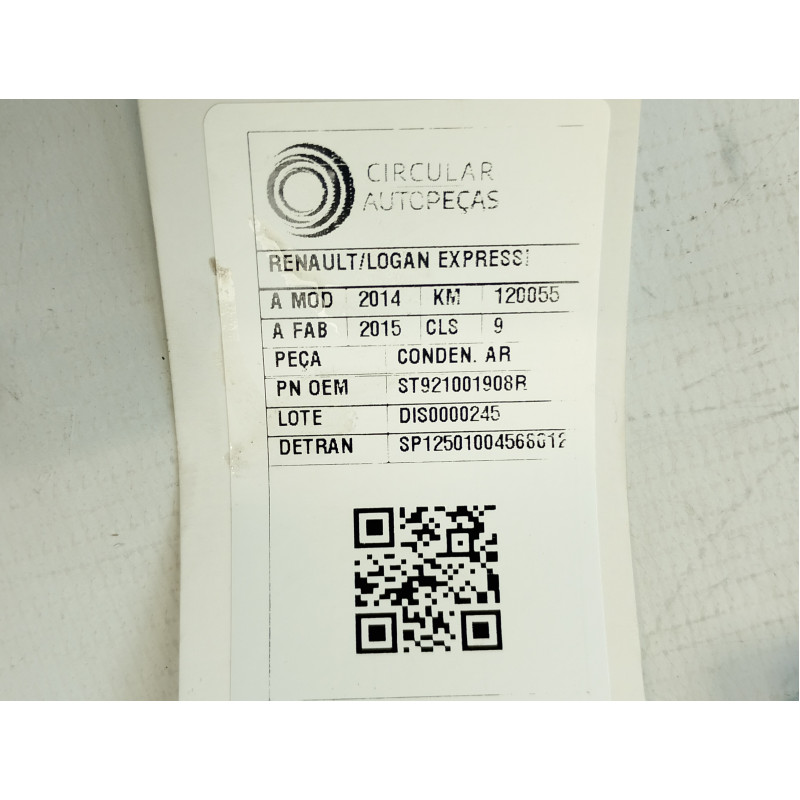 CIRCULAR
AUTOPEÇAS
RENAULT/LOGAN EXPRESSI
A MOD 2014 KM 120055
A FAB 2015 CLS 9
PEÇA CONDEN. AR
PN OEM ST921001908R
LOTE DIS0000245
DETRAN SP12501004568012